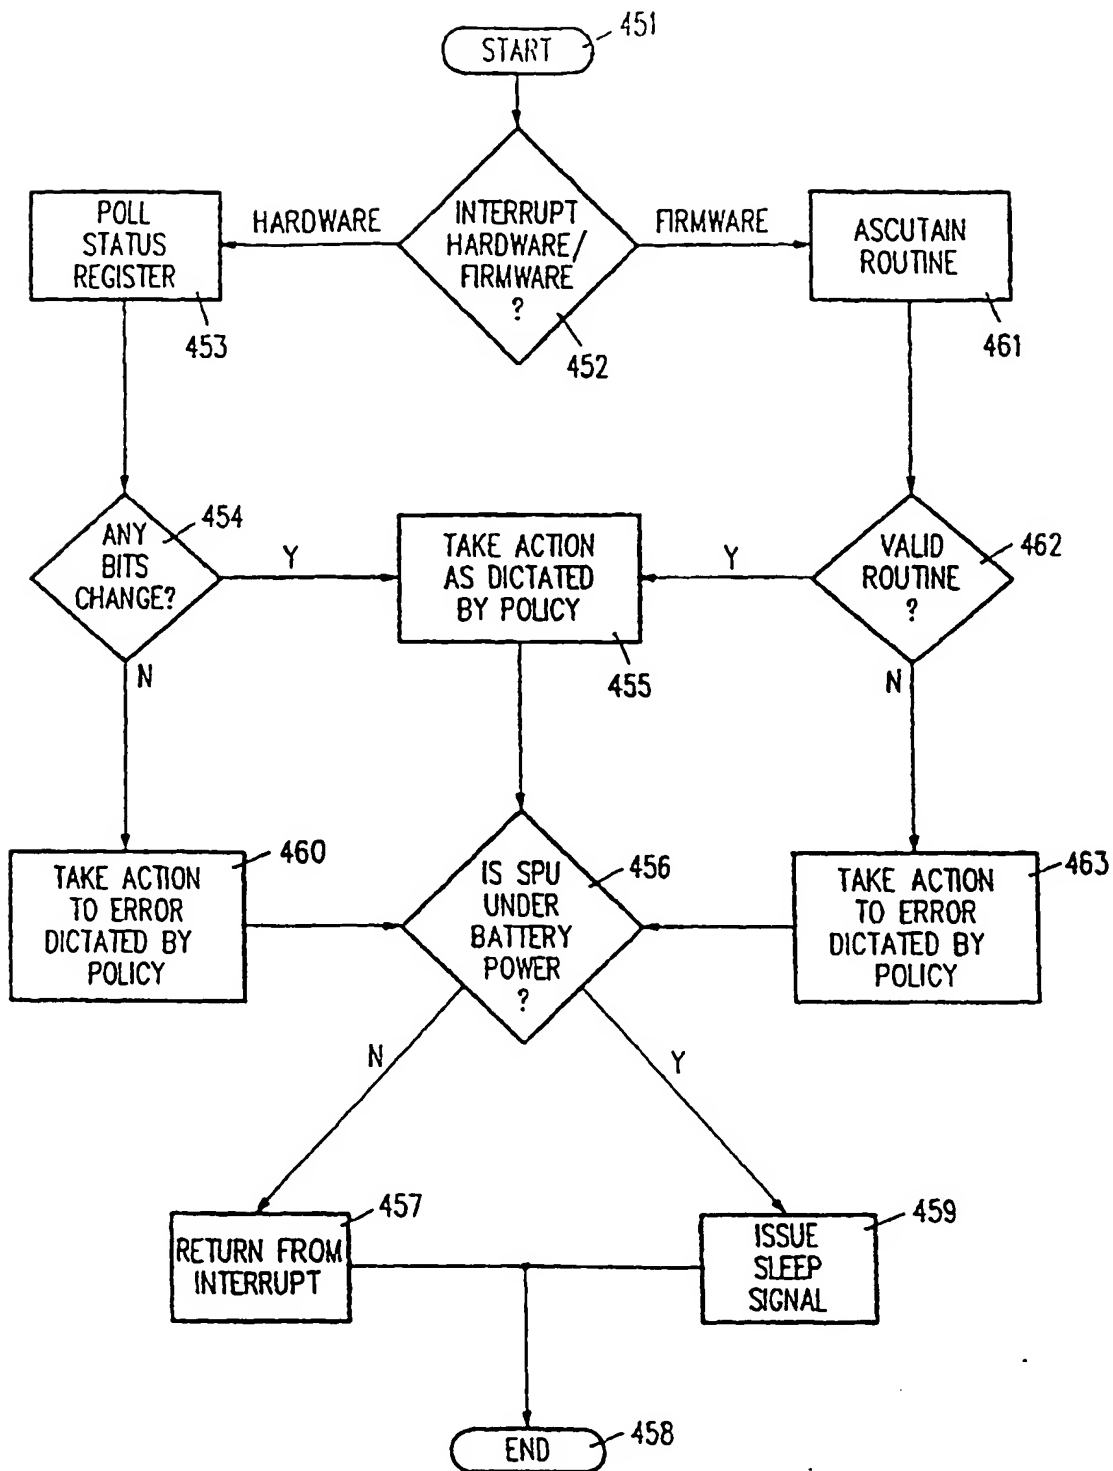 START
451
INTERRUPT
HARDWARE/
FIRMWARE
?
452
HARDWARE
FIRMWARE
POLL
STATUS
REGISTER
453
ASCUTAIN
ROUTINE
461
ANY
BITS
CHANGE?
454
Y
N
TAKE ACTION
AS DICTATED
BY POLICY
455
VALID
ROUTINE
?
462
Y
N
TAKE ACTION
TO ERROR
DICTATED BY
POLICY
460
IS SPU
UNDER
BATTERY
POWER
?
456
TAKE ACTION
TO ERROR
DICTATED BY
POLICY
463
N
Y
RETURN FROM
INTERRUPT
457
ISSUE
SLEEP
SIGNAL
459
END
458